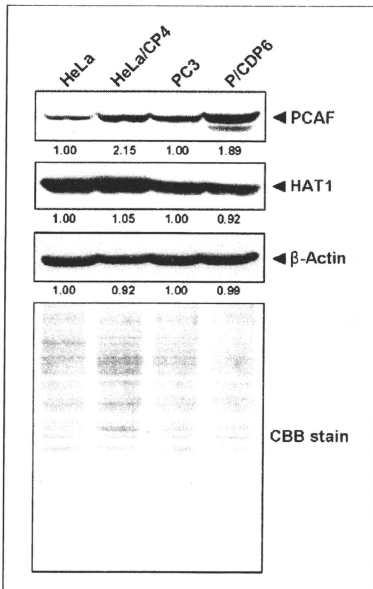 HeLa HeLa/CP4 PC3 P/CDP6
◄ PCAF
1.00 2.15 1.00 1.89
◄ HAT1
1.00 1.05 1.00 0.92
◄ β-Actin
1.00 0.92 1.00 0.99
CBB stain